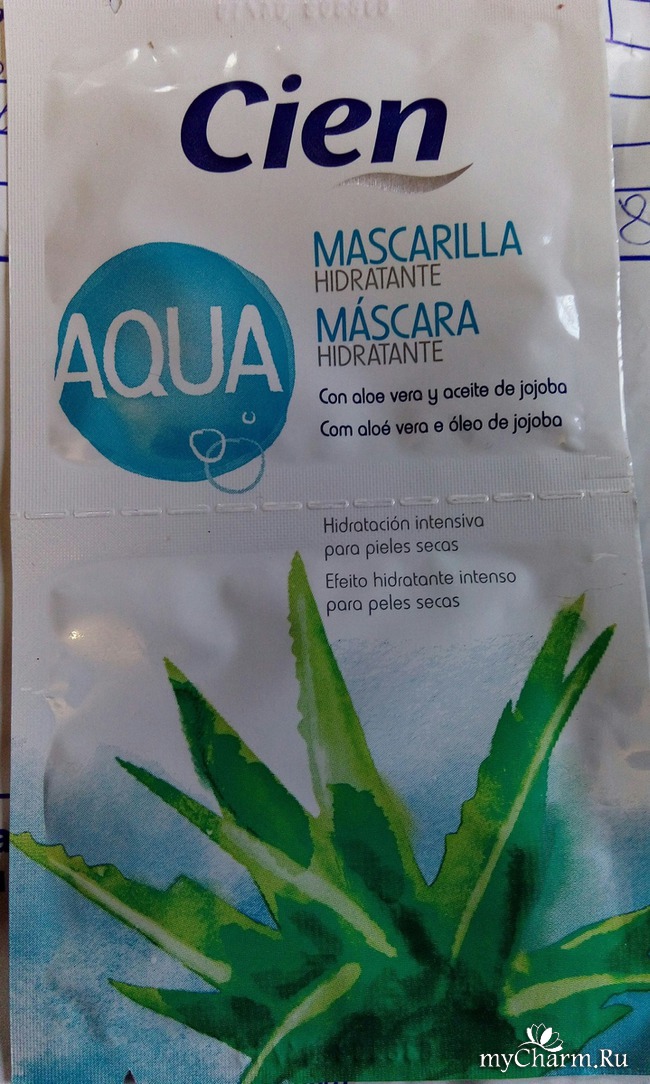 Cien
AQUA
MASCARILLA
HIDRATANTE
MÁSCARA
HIDRATANTE
Con aloe vera y aceite de jojoba
Com aloé vera e óleo de jojoba
Hidratación intensiva
para pieles secas
Efeito hidratante intenso
para peles secas
8
myCharm.Ru